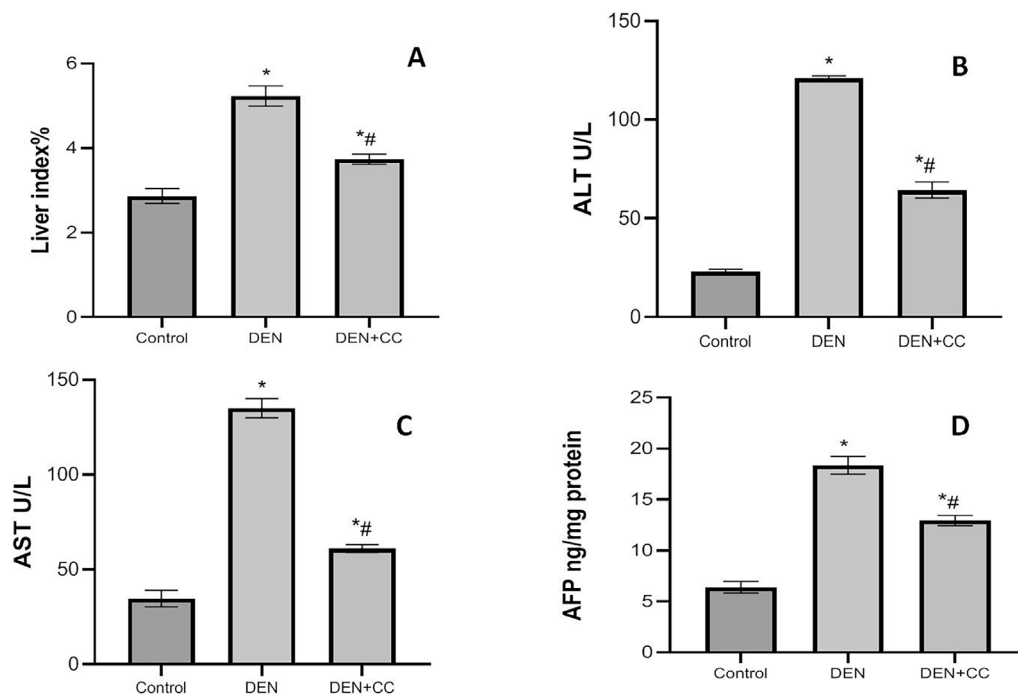 A
Liver index%
6
4
2
0
*
*#
Control
DEN
DEN+CC
B
ALT U/L
150
100
50
0
*
*#
Control
DEN
DEN+CC
C
AST U/L
150
100
50
0
*
*#
Control
DEN
DEN+CC
D
AFP ng/mg protein
25
20
15
10
5
0
*
*#
Control
DEN
DEN+CC